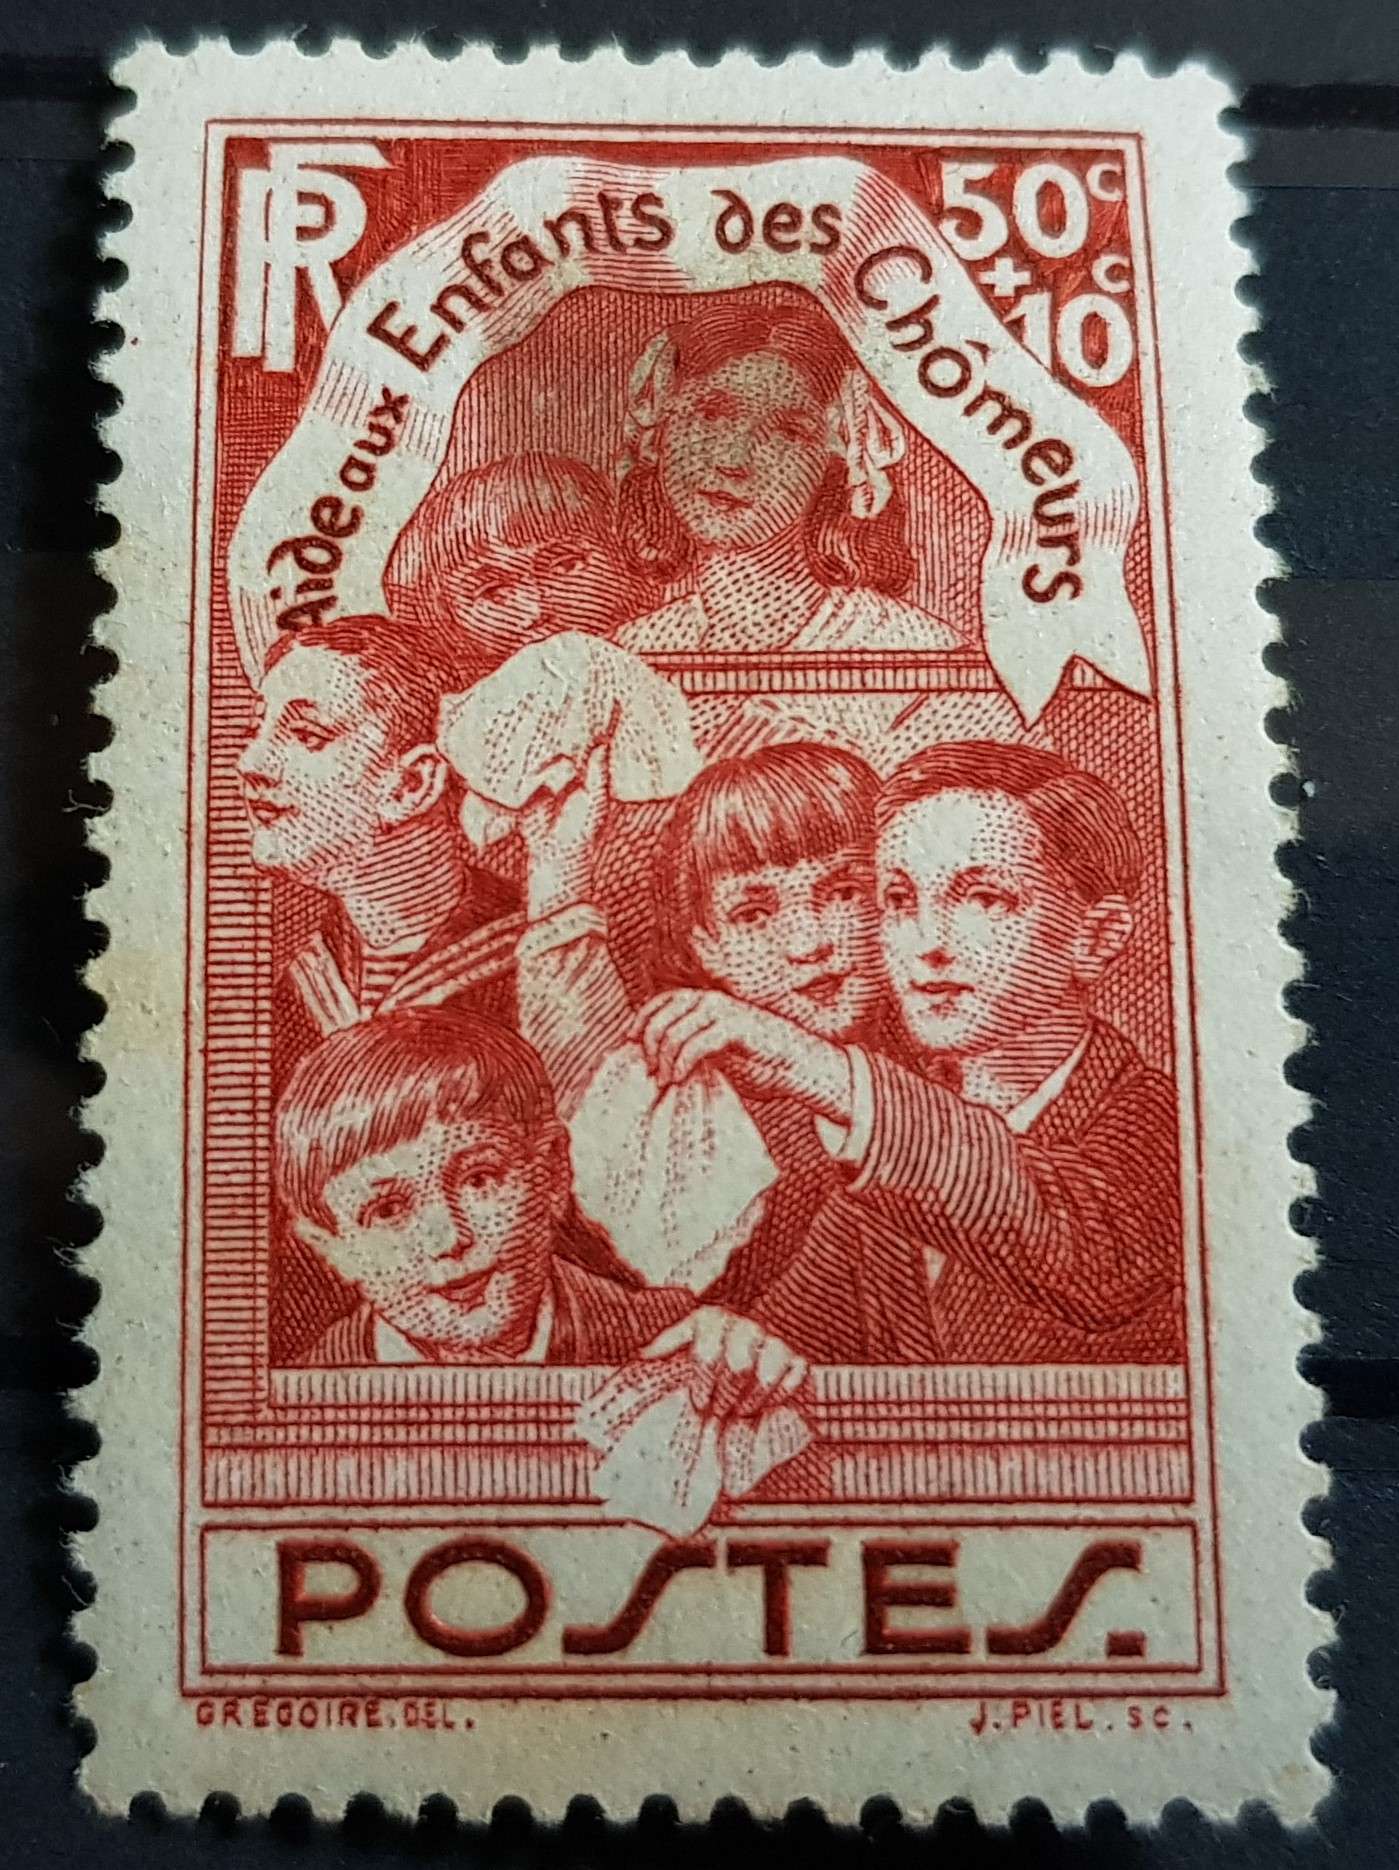 RF
Aide aux Enfants des Chômeurs
50c
+10c
POSTES.
GREGOIRE.DEL.
J.PIEL.SC.